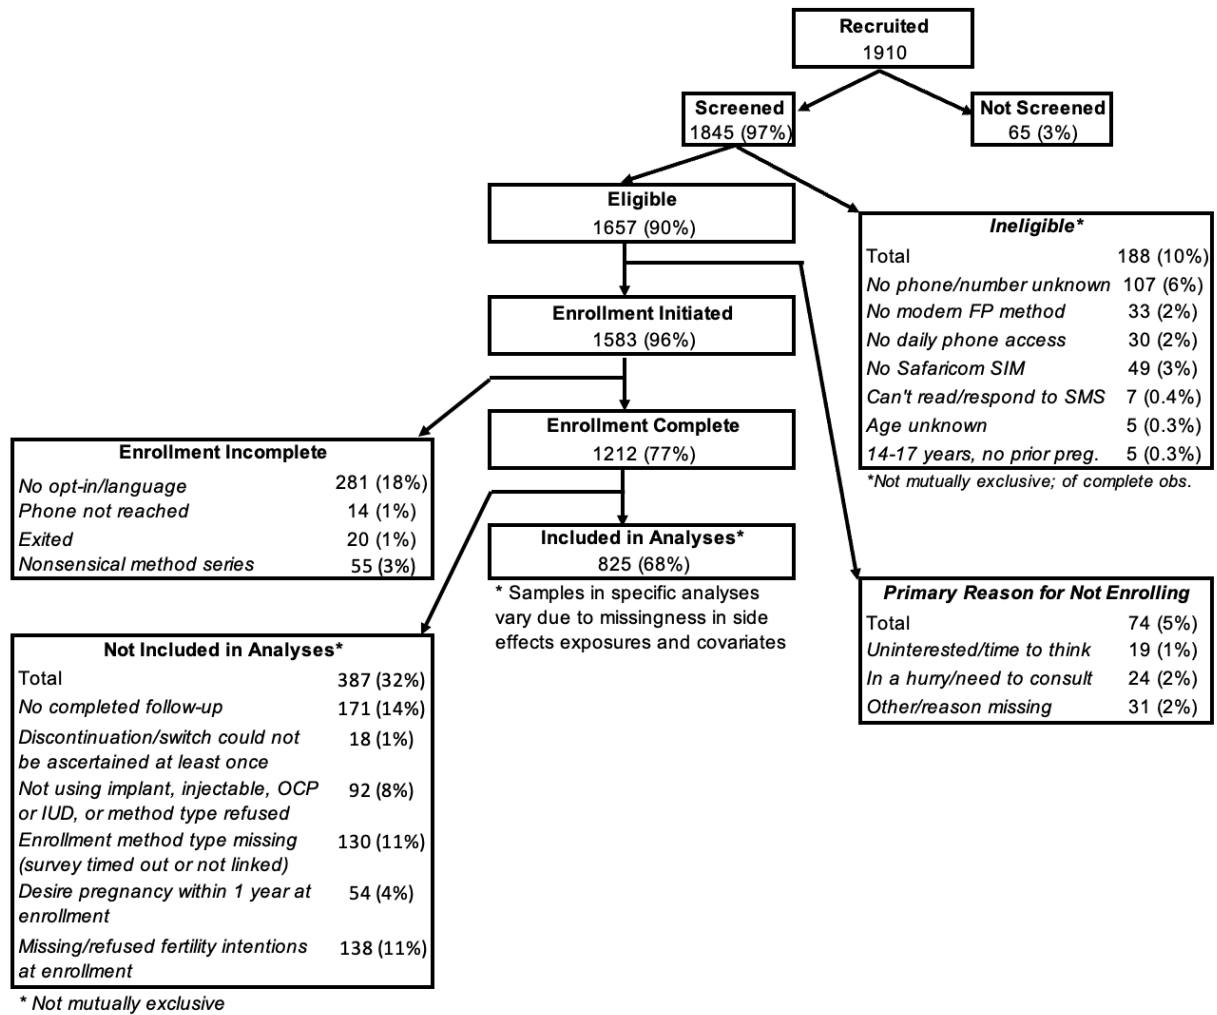 Recruited
1910
Screened
1845 (97%)
Not Screened
65 (3%)
Eligible
1657 (90%)
Ineligible*
Total 188 (10%)
No phone/number unknown 107 (6%)
No modern FP method 33 (2%)
No daily phone access 30 (2%)
No Safaricom SIM 49 (3%)
Can't read/respond to SMS 7 (0.4%)
Age unknown 5 (0.3%)
14-17 years, no prior preg. 5 (0.3%)
*Not mutually exclusive; of complete obs.
Enrollment Initiated
1583 (96%)
Enrollment Complete
1212 (77%)
Enrollment Incomplete
No opt-in/language 281 (18%)
Phone not reached 14 (1%)
Exited 20 (1%)
Nonsensical method series 55 (3%)
Included in Analyses*
825 (68%)
* Samples in specific analyses
vary due to missingness in side
effects exposures and covariates
Primary Reason for Not Enrolling
Total 74 (5%)
Uninterested/time to think 19 (1%)
In a hurry/need to consult 24 (2%)
Other/reason missing 31 (2%)
Not Included in Analyses*
Total 387 (32%)
No completed follow-up 171 (14%)
Discontinuation/switch could not 18 (1%)
be ascertained at least once
Not using implant, injectable, OCP 92 (8%)
or IUD, or method type refused
Enrollment method type missing 130 (11%)
(survey timed out or not linked)
Desire pregnancy within 1 year at 54 (4%)
enrollment
Missing/refused fertility intentions 138 (11%)
at enrollment
* Not mutually exclusive